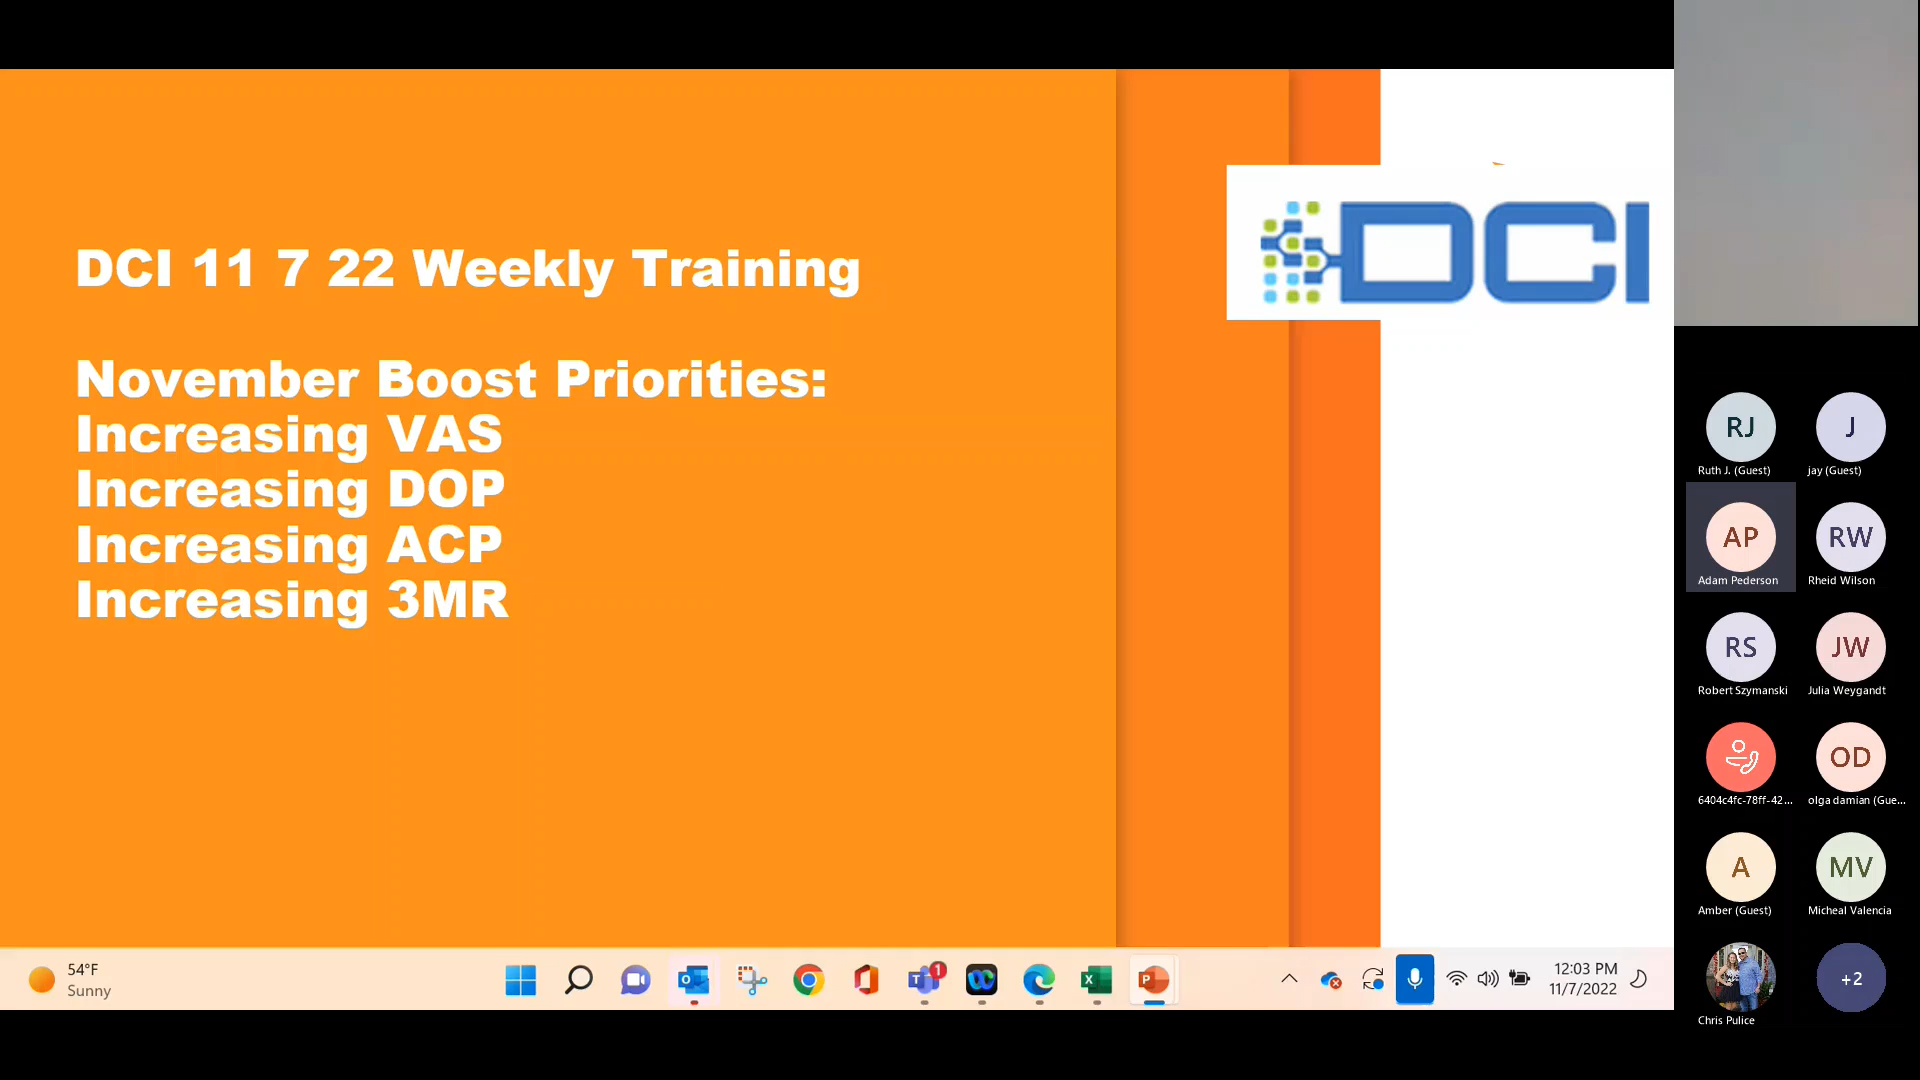 DCI 11 7 22 Weekly Training
November Boost Priorities:
Increasing VAS
Increasing DOP
Increasing ACP
Increasing 3MR
DCI
RJ
Ruth J. (Guest)
J
jay (Guest)
AP
Adam Pederson
RW
Rheid Wilson
RS
Robert Szymanski
JW
Julia Weygandt
6404c4fc-78ff-42...
OD
olga damian (Gue...
A
Amber (Guest)
MV
Micheal Valencia
Chris Pulice
+2
54°F
Sunny
1
12:03 PM
11/7/2022